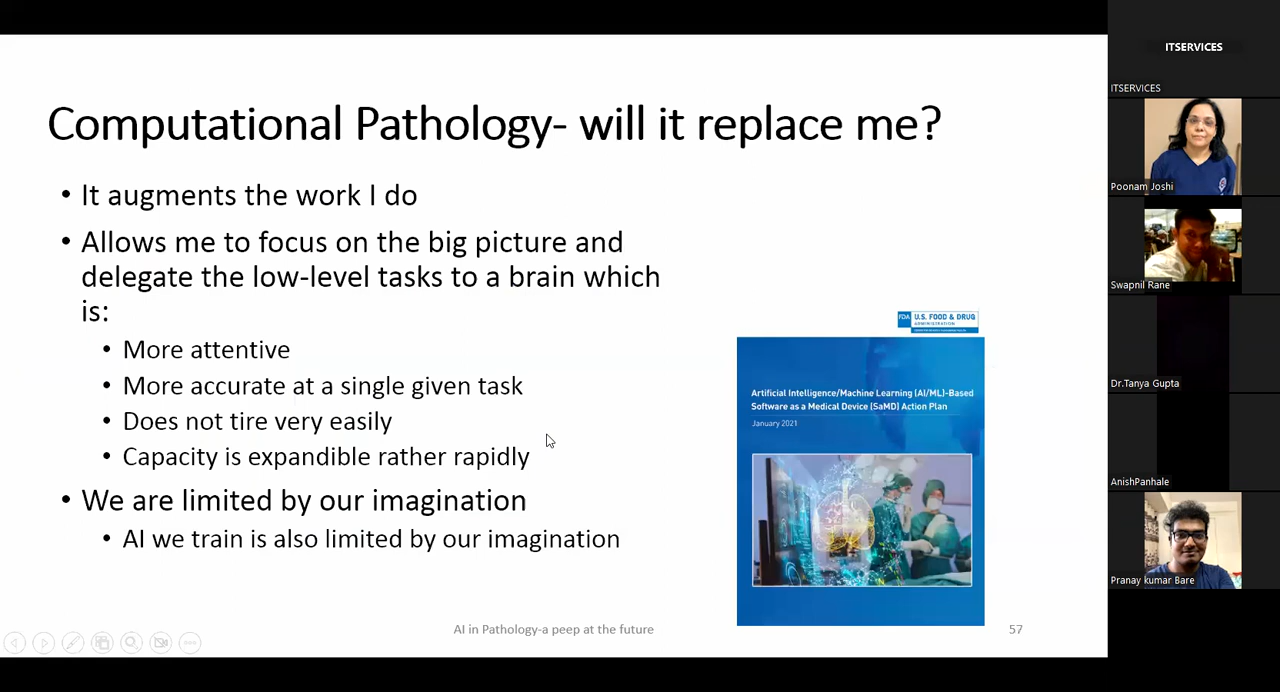 Computational Pathology- will it replace me?
• It augments the work I do
• Allows me to focus on the big picture and
delegate the low-level tasks to a brain which
is:
• More attentive
• More accurate at a single given task
• Does not tire very easily
• Capacity is expandible rather rapidly
• We are limited by our imagination
• AI we train is also limited by our imagination
FDA
U.S. FOOD & DRUG
ADMINISTRATION
Artificial Intelligence/Machine Learning (AI/ML)-Based
Software as a Medical Device (SaMD) Action Plan
January 2021
AI in Pathology-a peep at the future
57
ITSERVICES
ITSERVICES
Poonam Joshi
Swapnil Rane
Dr.Tanya Gupta
AnishPanhale
Pranay kumar Bare